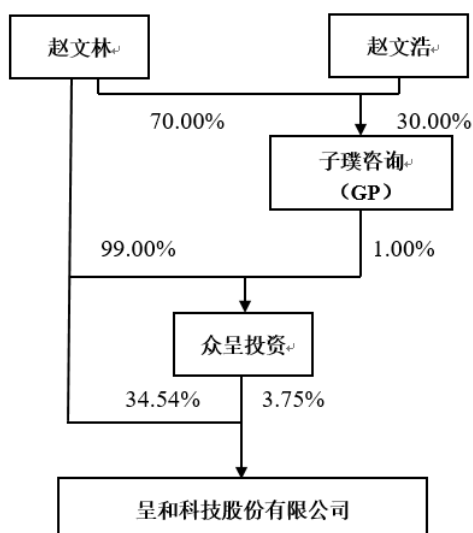 赵文林
赵文浩
70.00%
30.00%
子璞咨询
（GP）
99.00%
1.00%
众呈投资
34.54%
3.75%
呈和科技股份有限公司